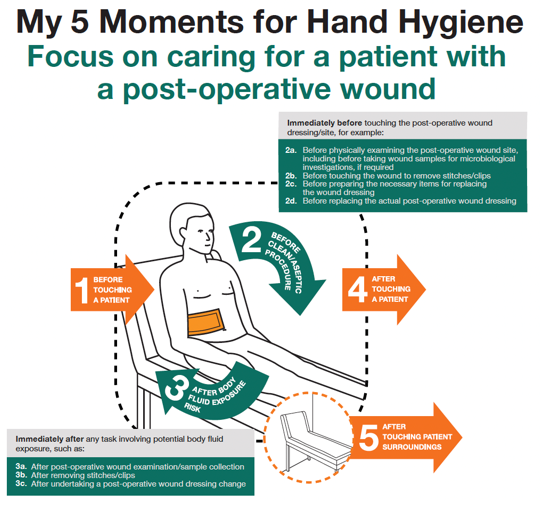 My 5 Moments for Hand Hygiene
Focus on caring for a patient with
a post-operative wound
Immediately before touching the post-operative wound
dressing/site, for example:
2a. Before physically examining the post-operative wound site,
including before taking wound samples for microbiological
investigations, if required
2b. Before touching the wound to remove stitches/clips
2c. Before preparing the necessary items for replacing
the wound dressing
2d. Before replacing the actual post-operative wound dressing
2
BEFORE
CLEAN/ASEPTIC
PROCEDURE
1
BEFORE
TOUCHING
A PATIENT
4
AFTER
TOUCHING
A PATIENT
3
AFTER BODY
FLUID EXPOSURE
RISK
5
AFTER
TOUCHING PATIENT
SURROUNDINGS
Immediately after any task involving potential body fluid
exposure, such as:
3a. After post-operative wound examination/sample collection
3b. After removing stitches/clips
3c. After undertaking a post-operative wound dressing change